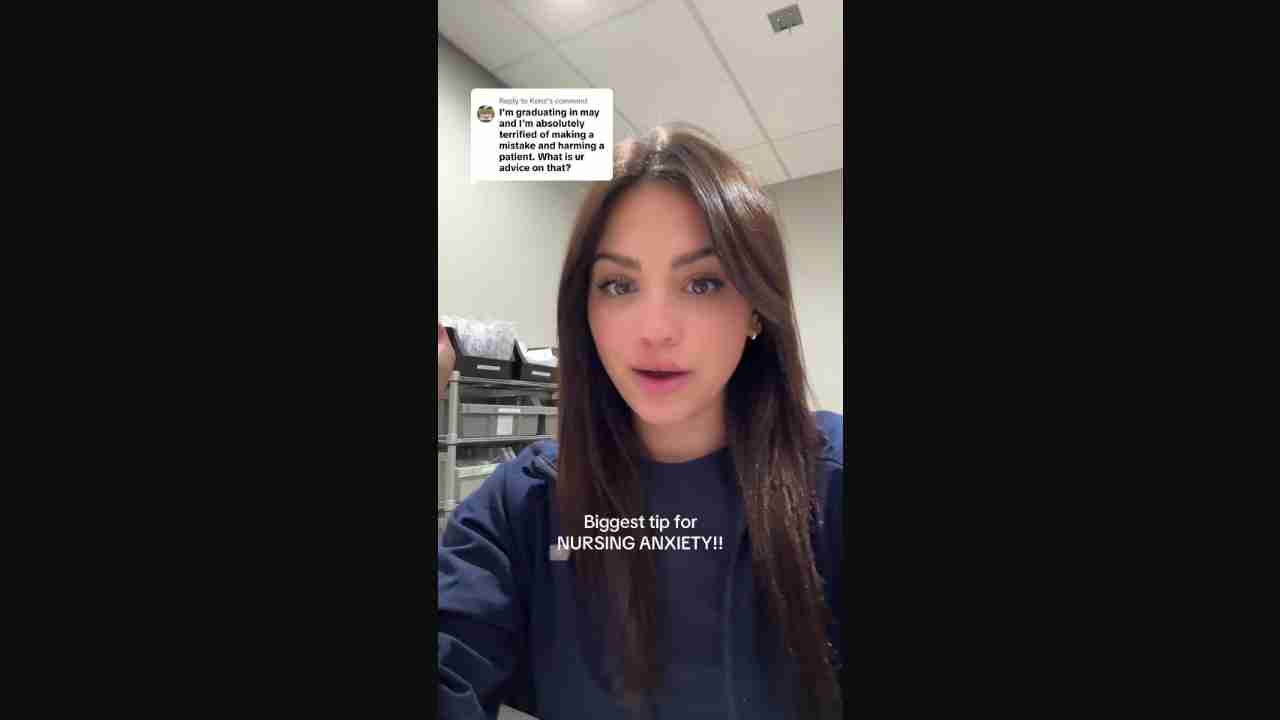 Reply to Kenz's comment
I'm graduating in may
and I'm absolutely
terrified of making a
mistake and harming a
patient. What is ur
advice on that?
Biggest tip for
NURSING ANXIETY!!